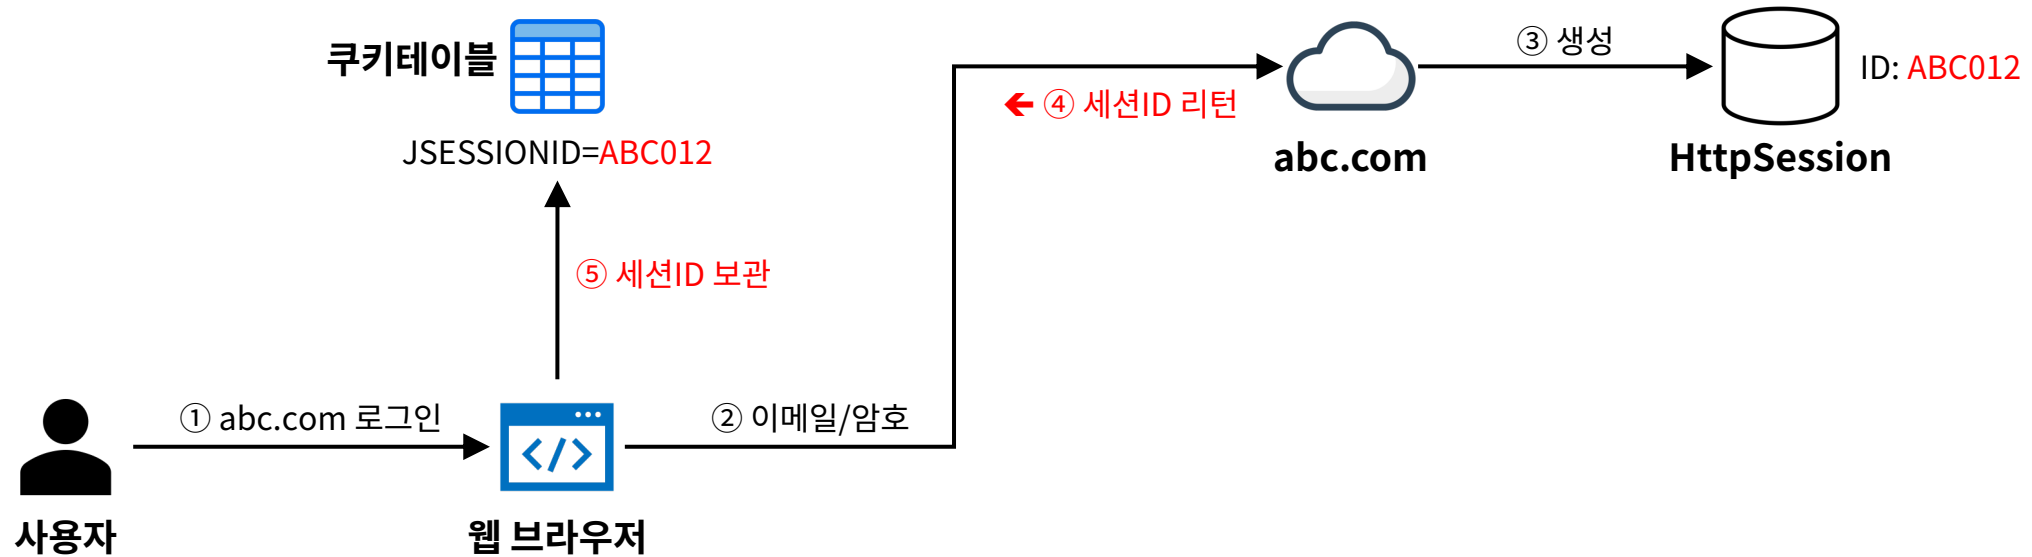 쿠키테이블
JSESSIONID=ABC012
⑤ 세션ID 보관
① abc.com 로그인
사용자
웹 브라우저
② 이메일/암호
🡸 ④ 세션ID 리턴
abc.com
③ 생성
ID: ABC012
HttpSession